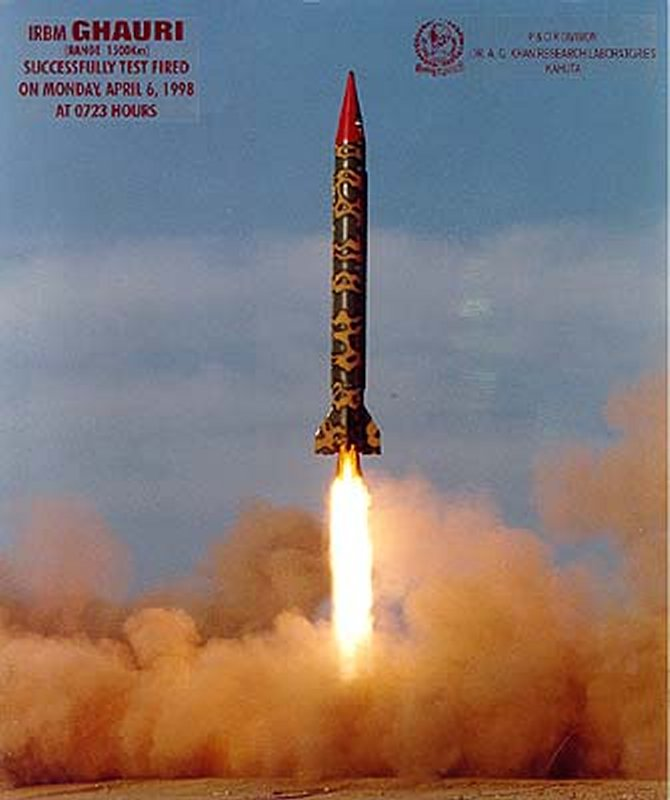 IRBM GHAURI
(RANGE 1500Km)
SUCCESSFULLY TEST FIRED
ON MONDAY, APRIL 6, 1998
AT 0723 HOURS
DIVISION
DR. A. Q. KHAN RESEARCH LABORATORIES
KAHUTA